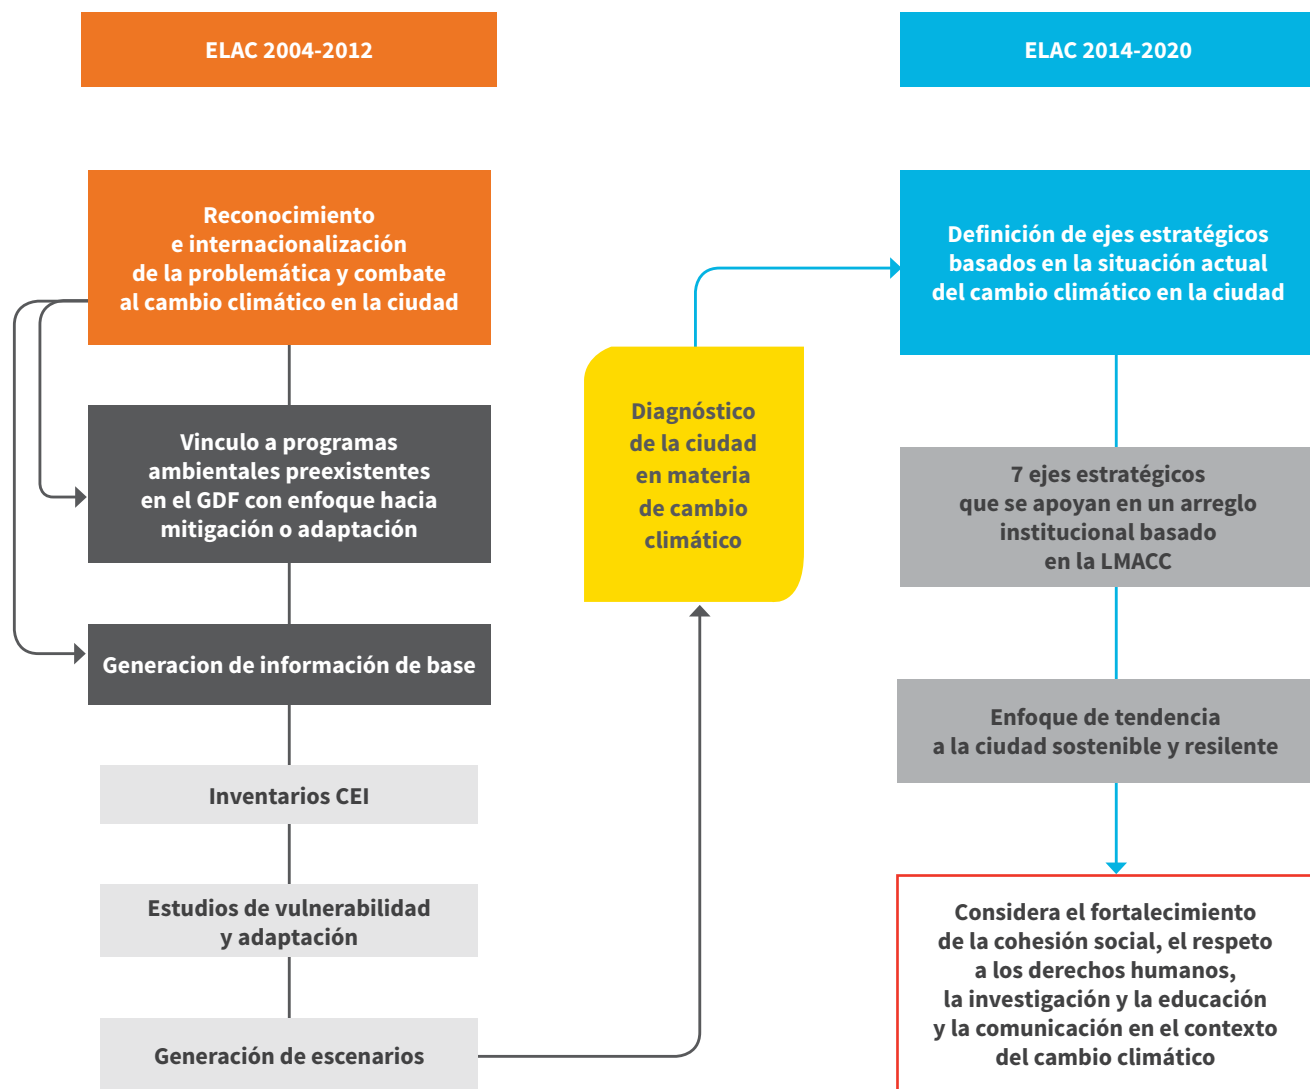 ELAC 2004-2012
Reconocimiento
e internacionalización
de la problemática y combate
al cambio climático en la ciudad
Vinculo a programas
ambientales preexistentes
en el GDF con enfoque hacia
mitigación o adaptación
Generacion de información de base
Inventarios CEI
Estudios de vulnerabilidad
y adaptación
Generación de escenarios
Diagnóstico
de la ciudad
en materia
de cambio
climático
ELAC 2014-2020
Definición de ejes estratégicos
basados en la situación actual
del cambio climático en la ciudad
7 ejes estratégicos
que se apoyan en un arreglo
institucional basado
en la LMACC
Enfoque de tendencia
a la ciudad sostenible y resilente
Considera el fortalecimiento
de la cohesión social, el respeto
a los derechos humanos,
la investigación y la educación
y la comunicación en el contexto
del cambio climático